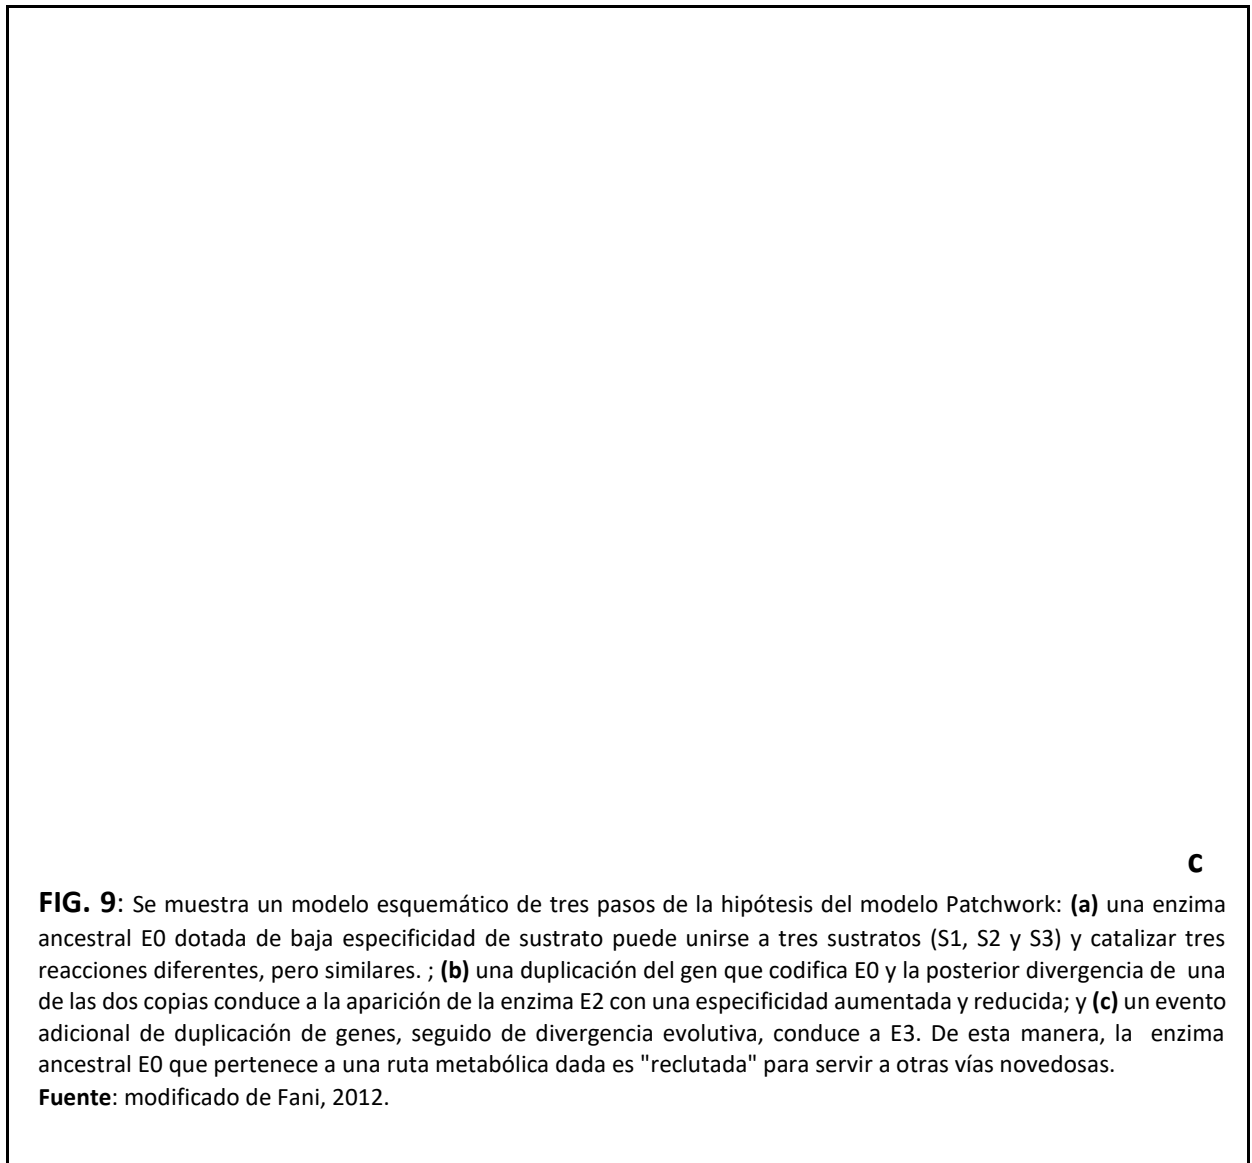 c
FIG. 9: Se muestra un modelo esquemático de tres pasos de la hipótesis del modelo Patchwork: (a) una enzima
ancestral E0 dotada de baja especificidad de sustrato puede unirse a tres sustratos (S1, S2 y S3) y catalizar tres
reacciones diferentes, pero similares. ; (b) una duplicación del gen que codifica E0 y la posterior divergencia de una
de las dos copias conduce a la aparición de la enzima E2 con una especificidad aumentada y reducida; y (c) un evento
adicional de duplicación de genes, seguido de divergencia evolutiva, conduce a E3. De esta manera, la enzima
ancestral E0 que pertenece a una ruta metabólica dada es "reclutada" para servir a otras vías novedosas.
Fuente: modificado de Fani, 2012.